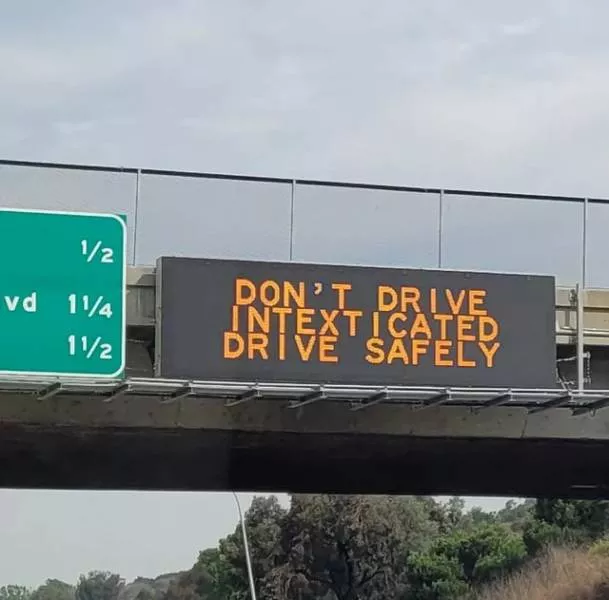 1/2
vd 1 1/4
1 1/2
DON'T DRIVE
INTEXTICATED
DRIVE SAFELY